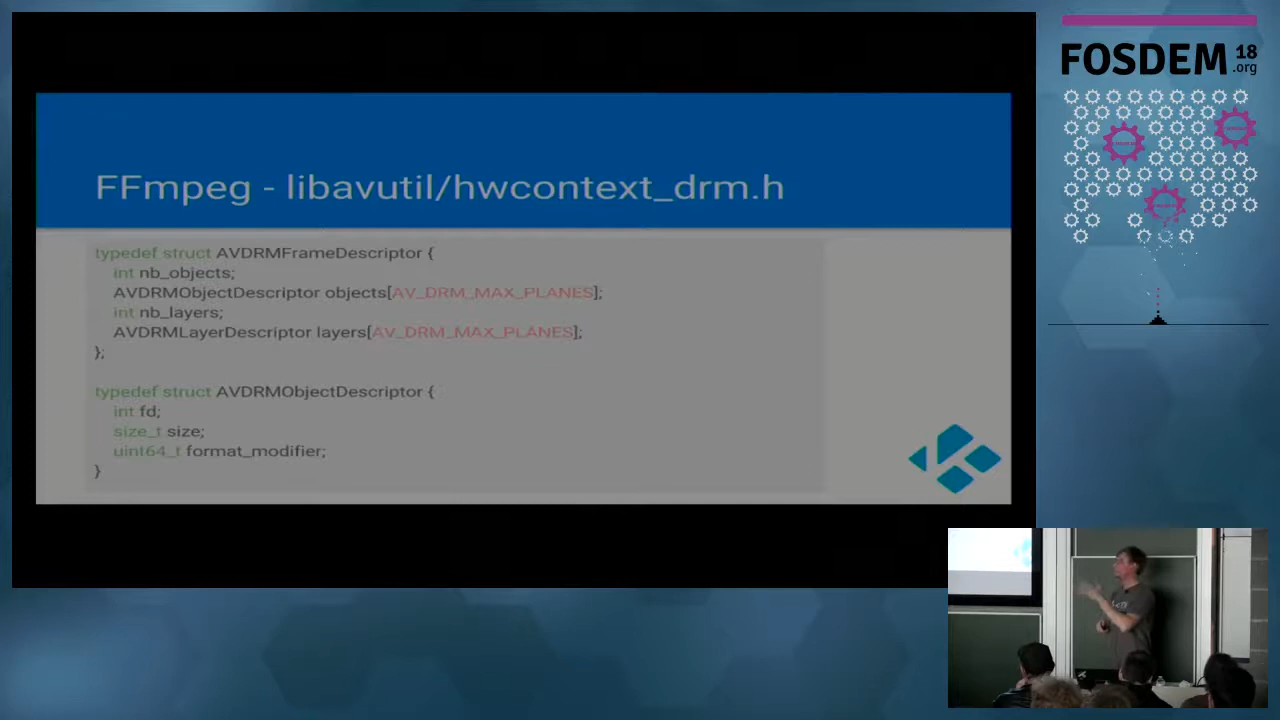 FOSDEM 18
.org
FFmpeg - libavutil/hwcontext_drm.h
typedef struct AVDRMFrameDescriptor {
int nb_objects;
AVDRMObjectDescriptor objects[AV_DRM_MAX_PLANES];
int nb_layers;
AVDRMLayerDescriptor layers[AV_DRM_MAX_PLANES];
};
typedef struct AVDRMObjectDescriptor {
int fd;
size_t size;
uint64_t format_modifier;
}